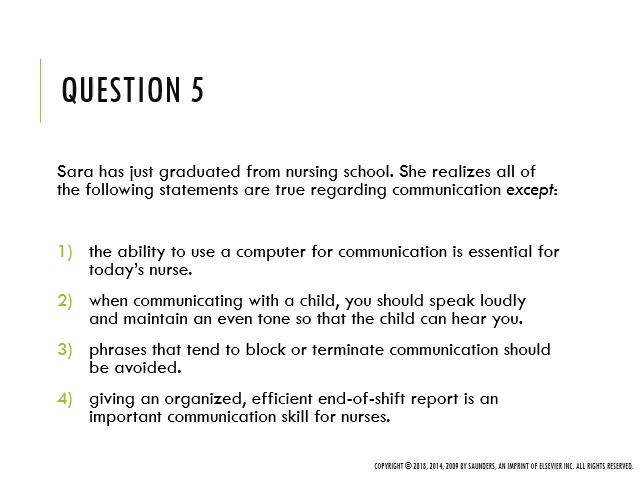 QUESTION 5
Sara has just graduated from nursing school. She realizes all of
the following statements are true regarding communication except:
1) the ability to use a computer for communication is essential for
today's nurse.
2) when communicating with a child, you should speak loudly
and maintain an even tone so that the child can hear you.
3) phrases that tend to block or terminate communication should
be avoided.
4) giving an organized, efficient end-of-shift report is an
important communication skill for nurses.
COPYRIGHT © 2018, 2014, 2009 BY SAUNDERS, AN IMPRINT OF ELSEVIER INC. ALL RIGHTS RESERVED.